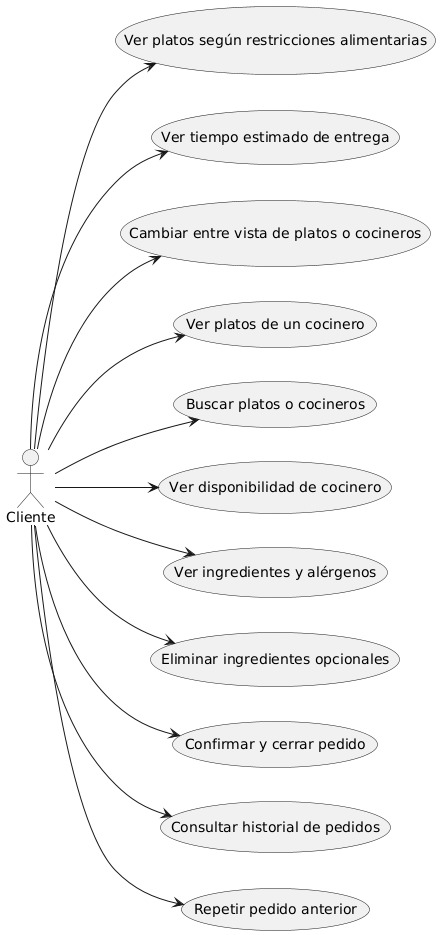 Ver platos según restricciones alimentarias
Ver tiempo estimado de entrega
Cambiar entre vista de platos o cocineros
Ver platos de un cocinero
Buscar platos o cocineros
Ver disponibilidad de cocinero
Cliente
Ver ingredientes y alérgenos
Eliminar ingredientes opcionales
Confirmar y cerrar pedido
Consultar historial de pedidos
Repetir pedido anterior